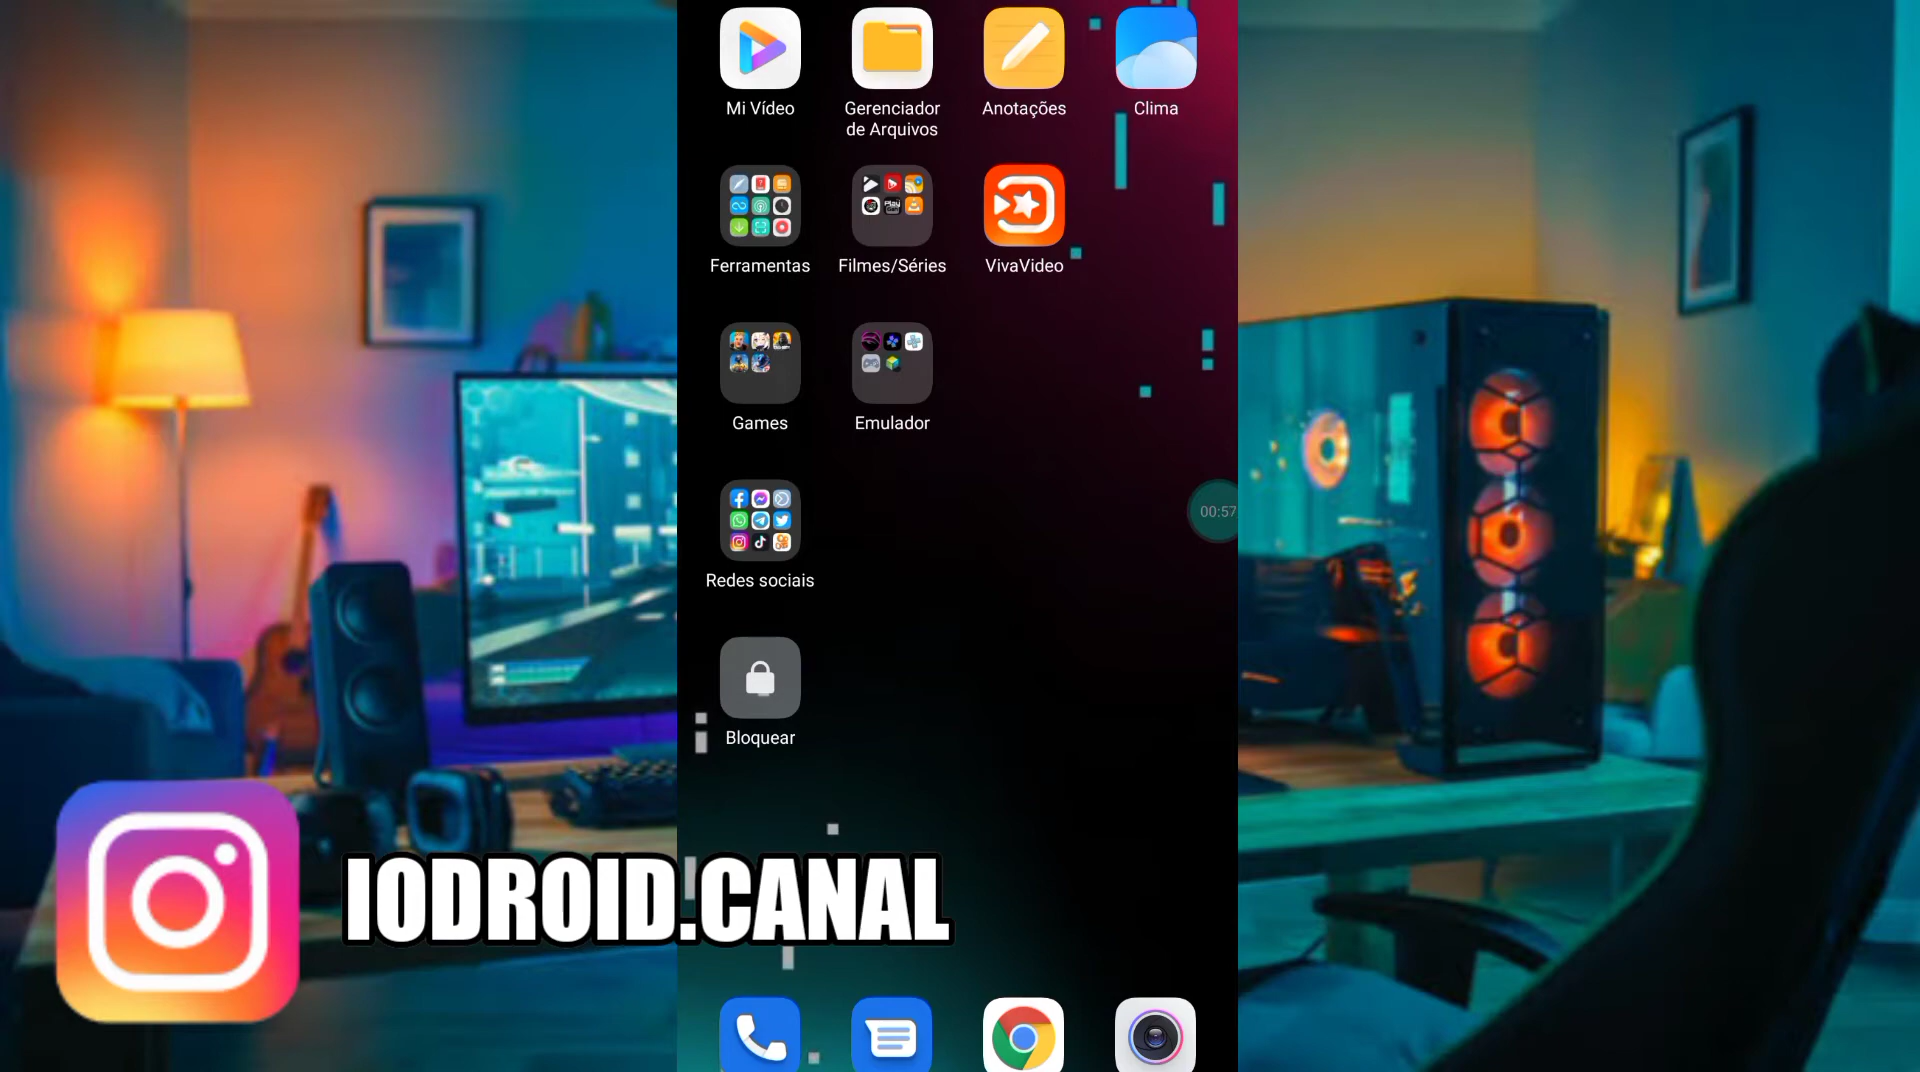 Mi Vídeo
Gerenciador
de Arquivos
Anotações
Clima
Ferramentas
Filmes/Séries
VivaVideo
Games
Emulador
00:57
Redes sociais
Bloquear
IODROID.CANAL